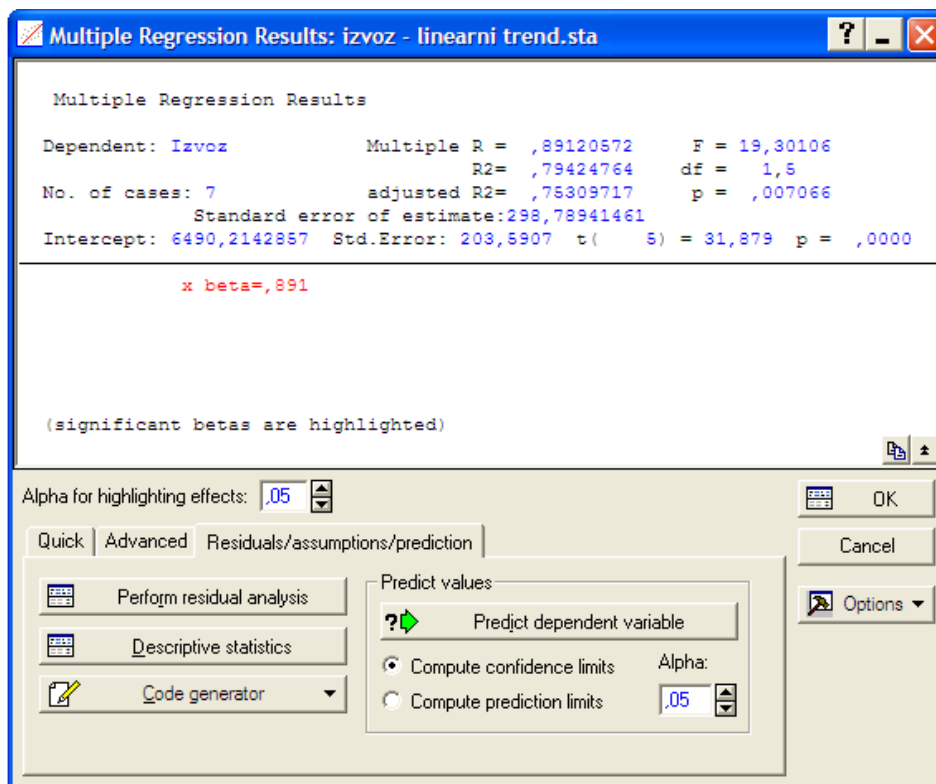 Multiple Regression Results: izvoz - linearni trend.sta
Multiple Regression Results
Dependent: Izvoz Multiple R = ,89120572 F = 19,30106
R2= ,79424764 df = 1,5
No. of cases: 7 adjusted R2= ,75309717 p = ,007066
Standard error of estimate:298,78941461
Intercept: 6490,2142857 Std.Error: 203,5907 t( 5) = 31,879 p = ,0000
x beta=,891
(significant betas are highlighted)
Alpha for highlighting effects: ,05
OK
Quick Advanced Residuals/assumptions/prediction
Cancel
Perform residual analysis
Predict values
Options
?
Predict dependent variable
Descriptive statistics
Compute confidence limits Alpha:
Code generator
Compute prediction limits ,05